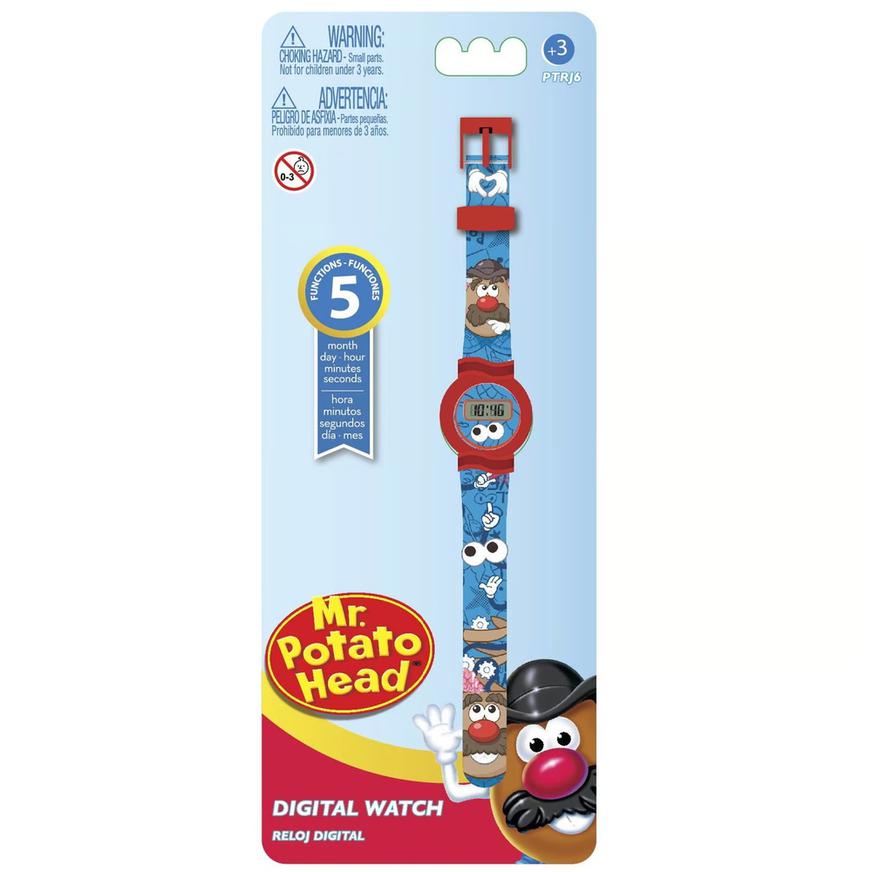 WARNING:
CHOKING HAZARD - Small parts.
Not for children under 3 years.
ADVERTENCIA:
PELIGRO DE ASFIXIA - Partes pequeñas.
Prohibido para menores de 3 años.
0-3
+3
PTRJ6
FUNCTIONS - FUNCIONES
5
month
day - hour
minutes
seconds
hora
minutos
segundos
día - mes
10:46
Mr.
Potato
Head™
DIGITAL WATCH
RELOJ DIGITAL